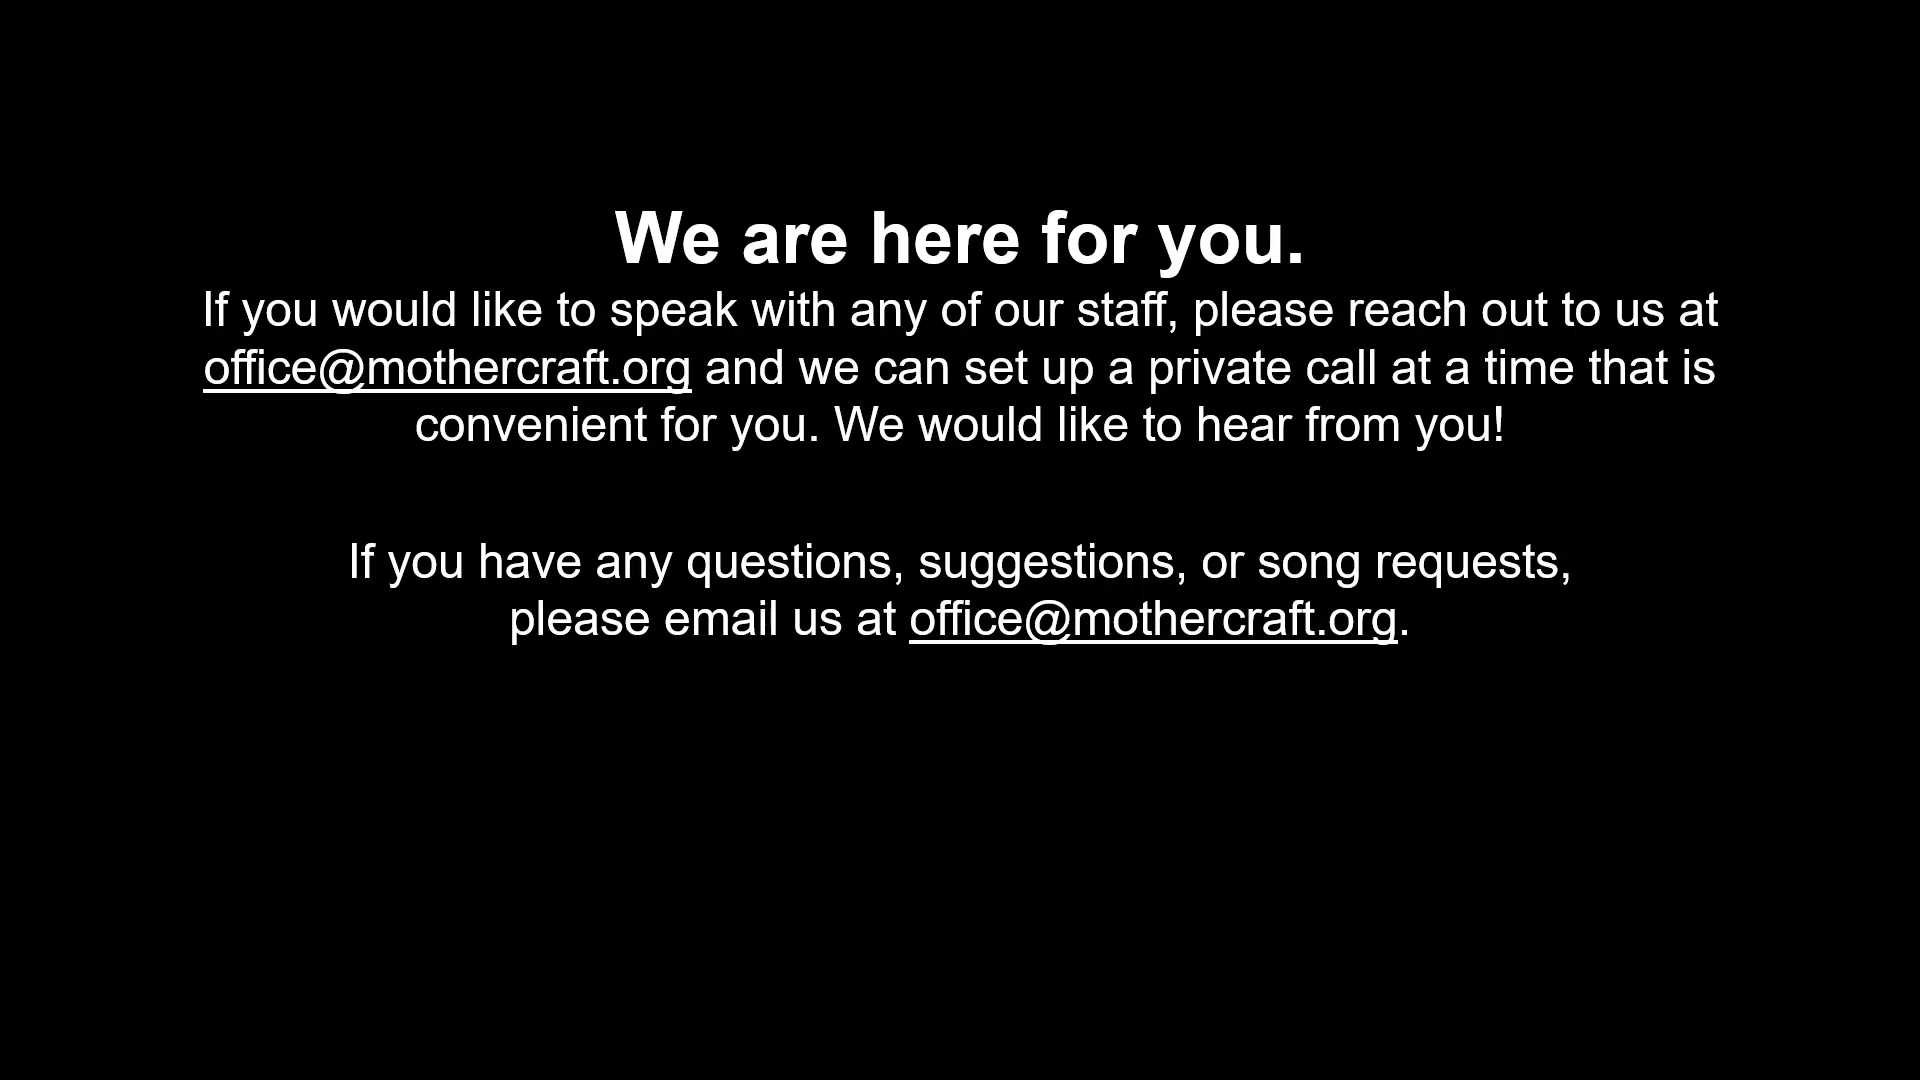 We are here for you.
If you would like to speak with any of our staff, please reach out to us at
office@mothercraft.org and we can set up a private call at a time that is
convenient for you. We would like to hear from you!
If you have any questions, suggestions, or song requests,
please email us at office@mothercraft.org.